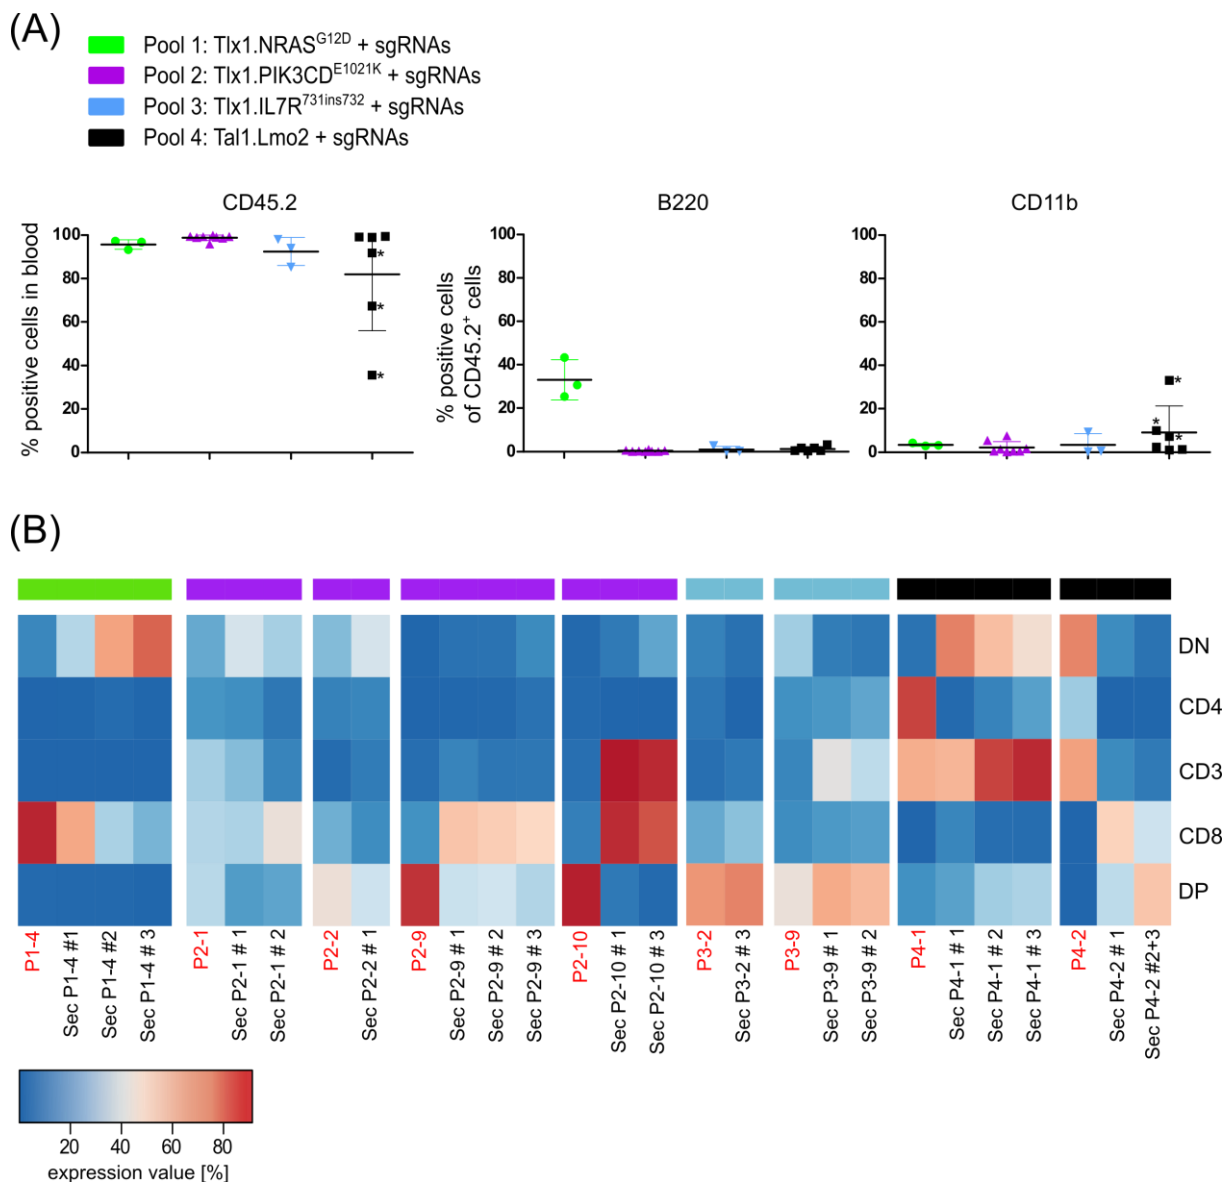 (A)
Pool 1: Tlx1.NRASG12D + sgRNAs
Pool 2: Tlx1.PIK3CDE1021K + sgRNAs
Pool 3: Tlx1.IL7R731ins732 + sgRNAs
Pool 4: Tal1.Lmo2 + sgRNAs
CD45.2
B220
CD11b
% positive cells in blood
100
80
60
40
20
0
*
*
*
% positive cells
of CD45.2+ cells
100
80
60
40
20
0
100
80
60
40
20
0
*
*
*
(B)
DN
CD4
CD3
CD8
DP
P1-4
Sec P1-4 #1
Sec P1-4 #2
Sec P1-4 # 3
P2-1
Sec P2-1 # 1
Sec P2-1 # 2
P2-2
Sec P2-2 # 1
P2-9
Sec P2-9 # 1
Sec P2-9 # 2
Sec P2-9 # 3
P2-10
Sec P2-10 # 1
Sec P2-10 # 3
P3-2
Sec P3-2 # 3
P3-9
Sec P3-9 # 1
Sec P3-9 # 2
P4-1
Sec P4-1 # 1
Sec P4-1 # 2
Sec P4-1 # 3
P4-2
Sec P4-2 # 1
Sec P4-2 #2+3
20 40 60 80
expression value [%]